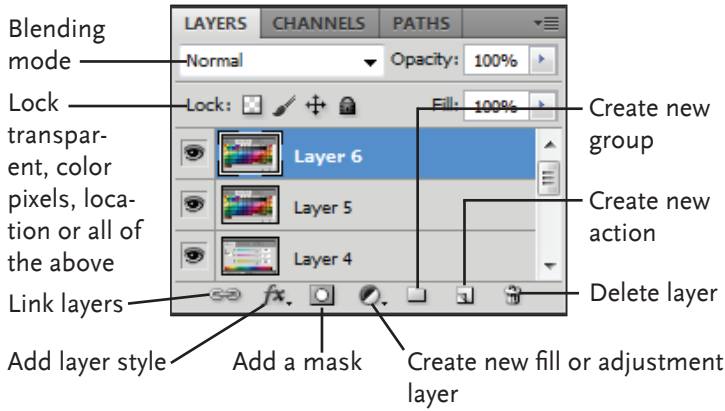 Blending
mode
Lock
transpar-
ent, color
pixels, loca-
tion or all of
the above
Link layers
Add layer style
LAYERS CHANNELS PATHS
Normal Opacity: 100%
Lock: Fill: 100%
Layer 6
Layer 5
Layer 4
fx.
Add a mask
Create new fill or adjustment
layer
Create new
group
Create new
action
Delete layer